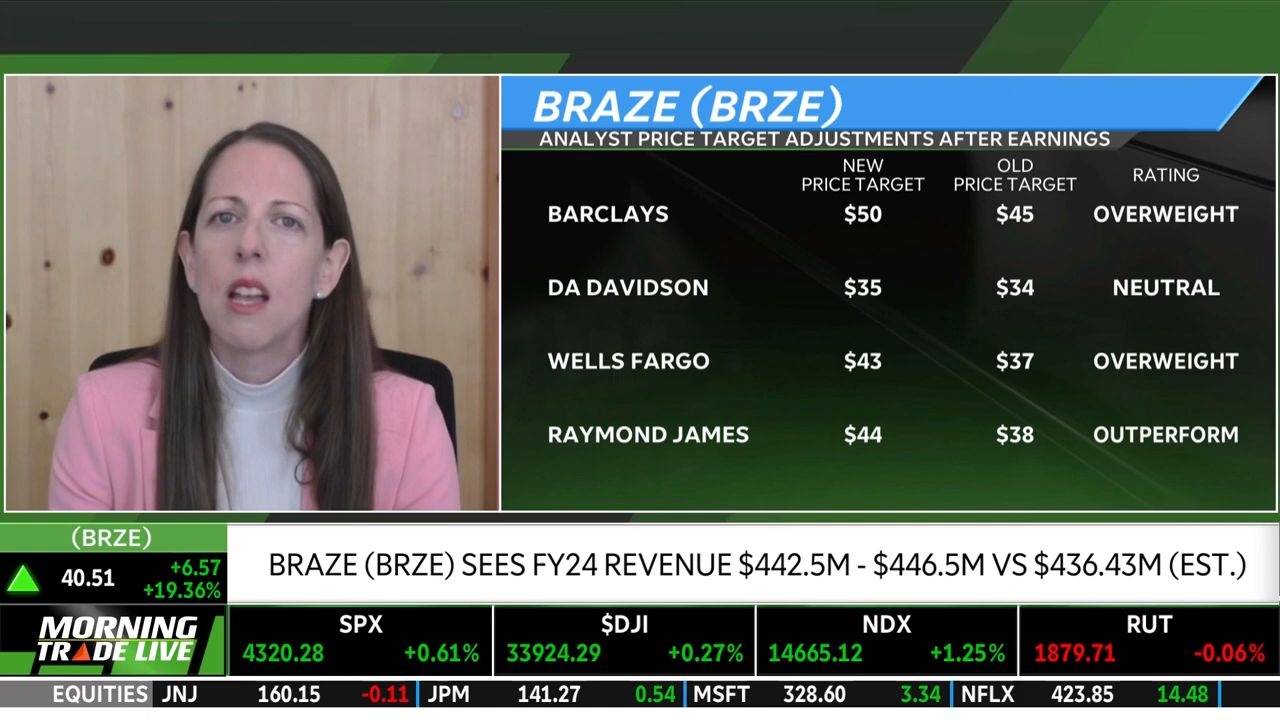 BRAZE (BRZE)
ANALYST PRICE TARGET ADJUSTMENTS AFTER EARNINGS
NEW PRICE TARGET OLD PRICE TARGET RATING
BARCLAYS $50 $45 OVERWEIGHT
DA DAVIDSON $35 $34 NEUTRAL
WELLS FARGO $43 $37 OVERWEIGHT
RAYMOND JAMES $44 $38 OUTPERFORM
(BRZE)
40.51 +6.57 +19.36%
BRAZE (BRZE) SEES FY24 REVENUE $442.5M - $446.5M VS $436.43M (EST.)
MORNING
TRADE LIVE
SPX $DJI NDX RUT
4320.28 +0.61% 33924.29 +0.27% 14665.12 +1.25% 1879.71 -0.06%
EQUITIES JNJ 160.15 -0.11 JPM 141.27 0.54 MSFT 328.60 3.34 NFLX 423.85 14.48